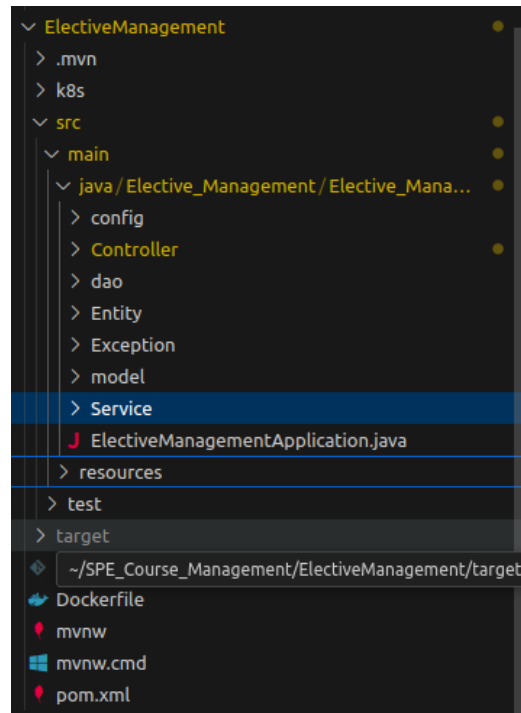 ElectiveManagement
.mvn
k8s
src
main
java/Elective_Management/Elective_Mana...
config
Controller
dao
Entity
Exception
model
Service
J ElectiveManagementApplication.java
resources
test
target
~/SPE_Course_Management/ElectiveManagement/target
Dockerfile
mvnw
mvnw.cmd
pom.xml